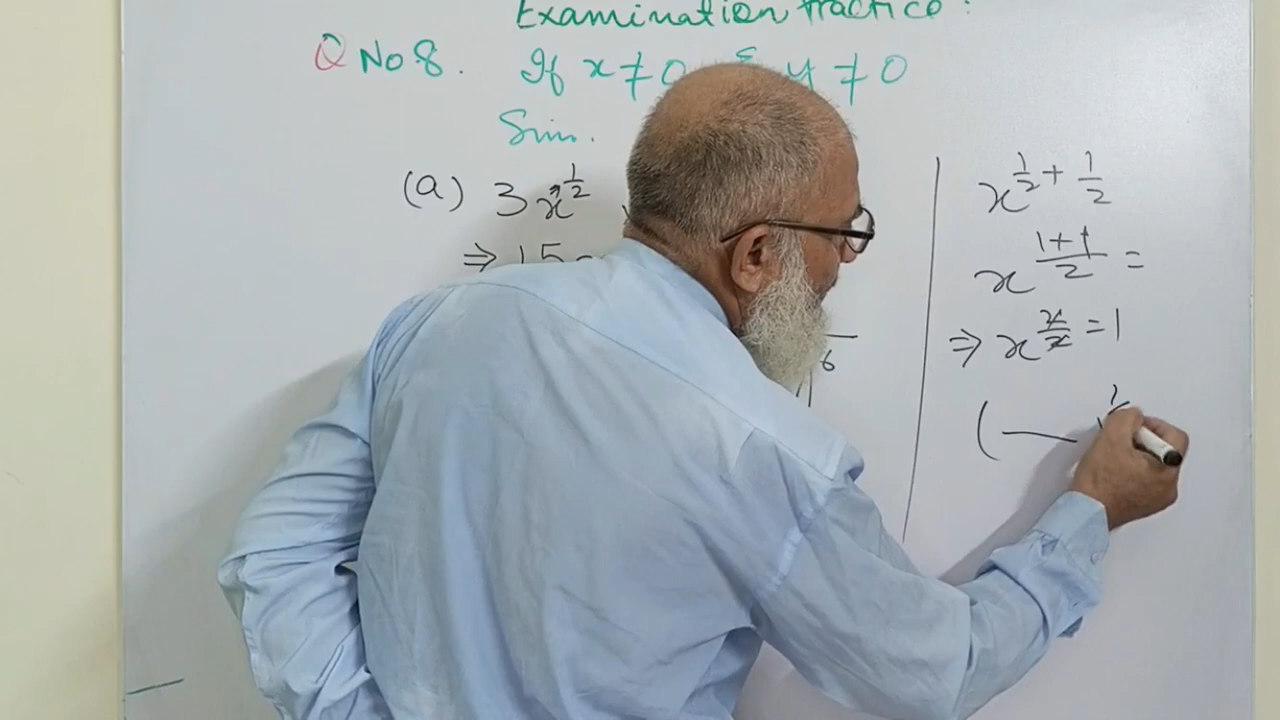 Examination Practice:
Q No 8. If x ≠ 0 & y ≠ 0
Sim.
(a) 3x^{1/2}
⇒ 15
6
x^{1/2 + 1/2}
x^{(1+1)/2} =
⇒ x^{2/2} = 1
( —